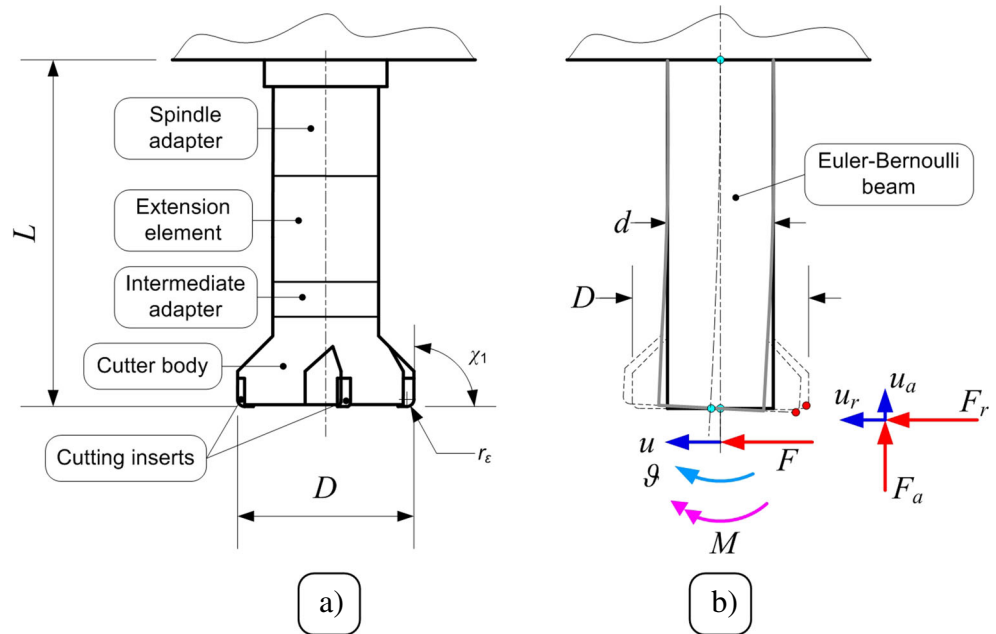 Spindle
adapter
Extension
element
Intermediate
adapter
Cutter body
Cutting inserts
L
D
χ1
rε
a)
Euler-Bernoulli
beam
d
D
ua
ur
Fr
Fa
u
F
ϑ
M
b)